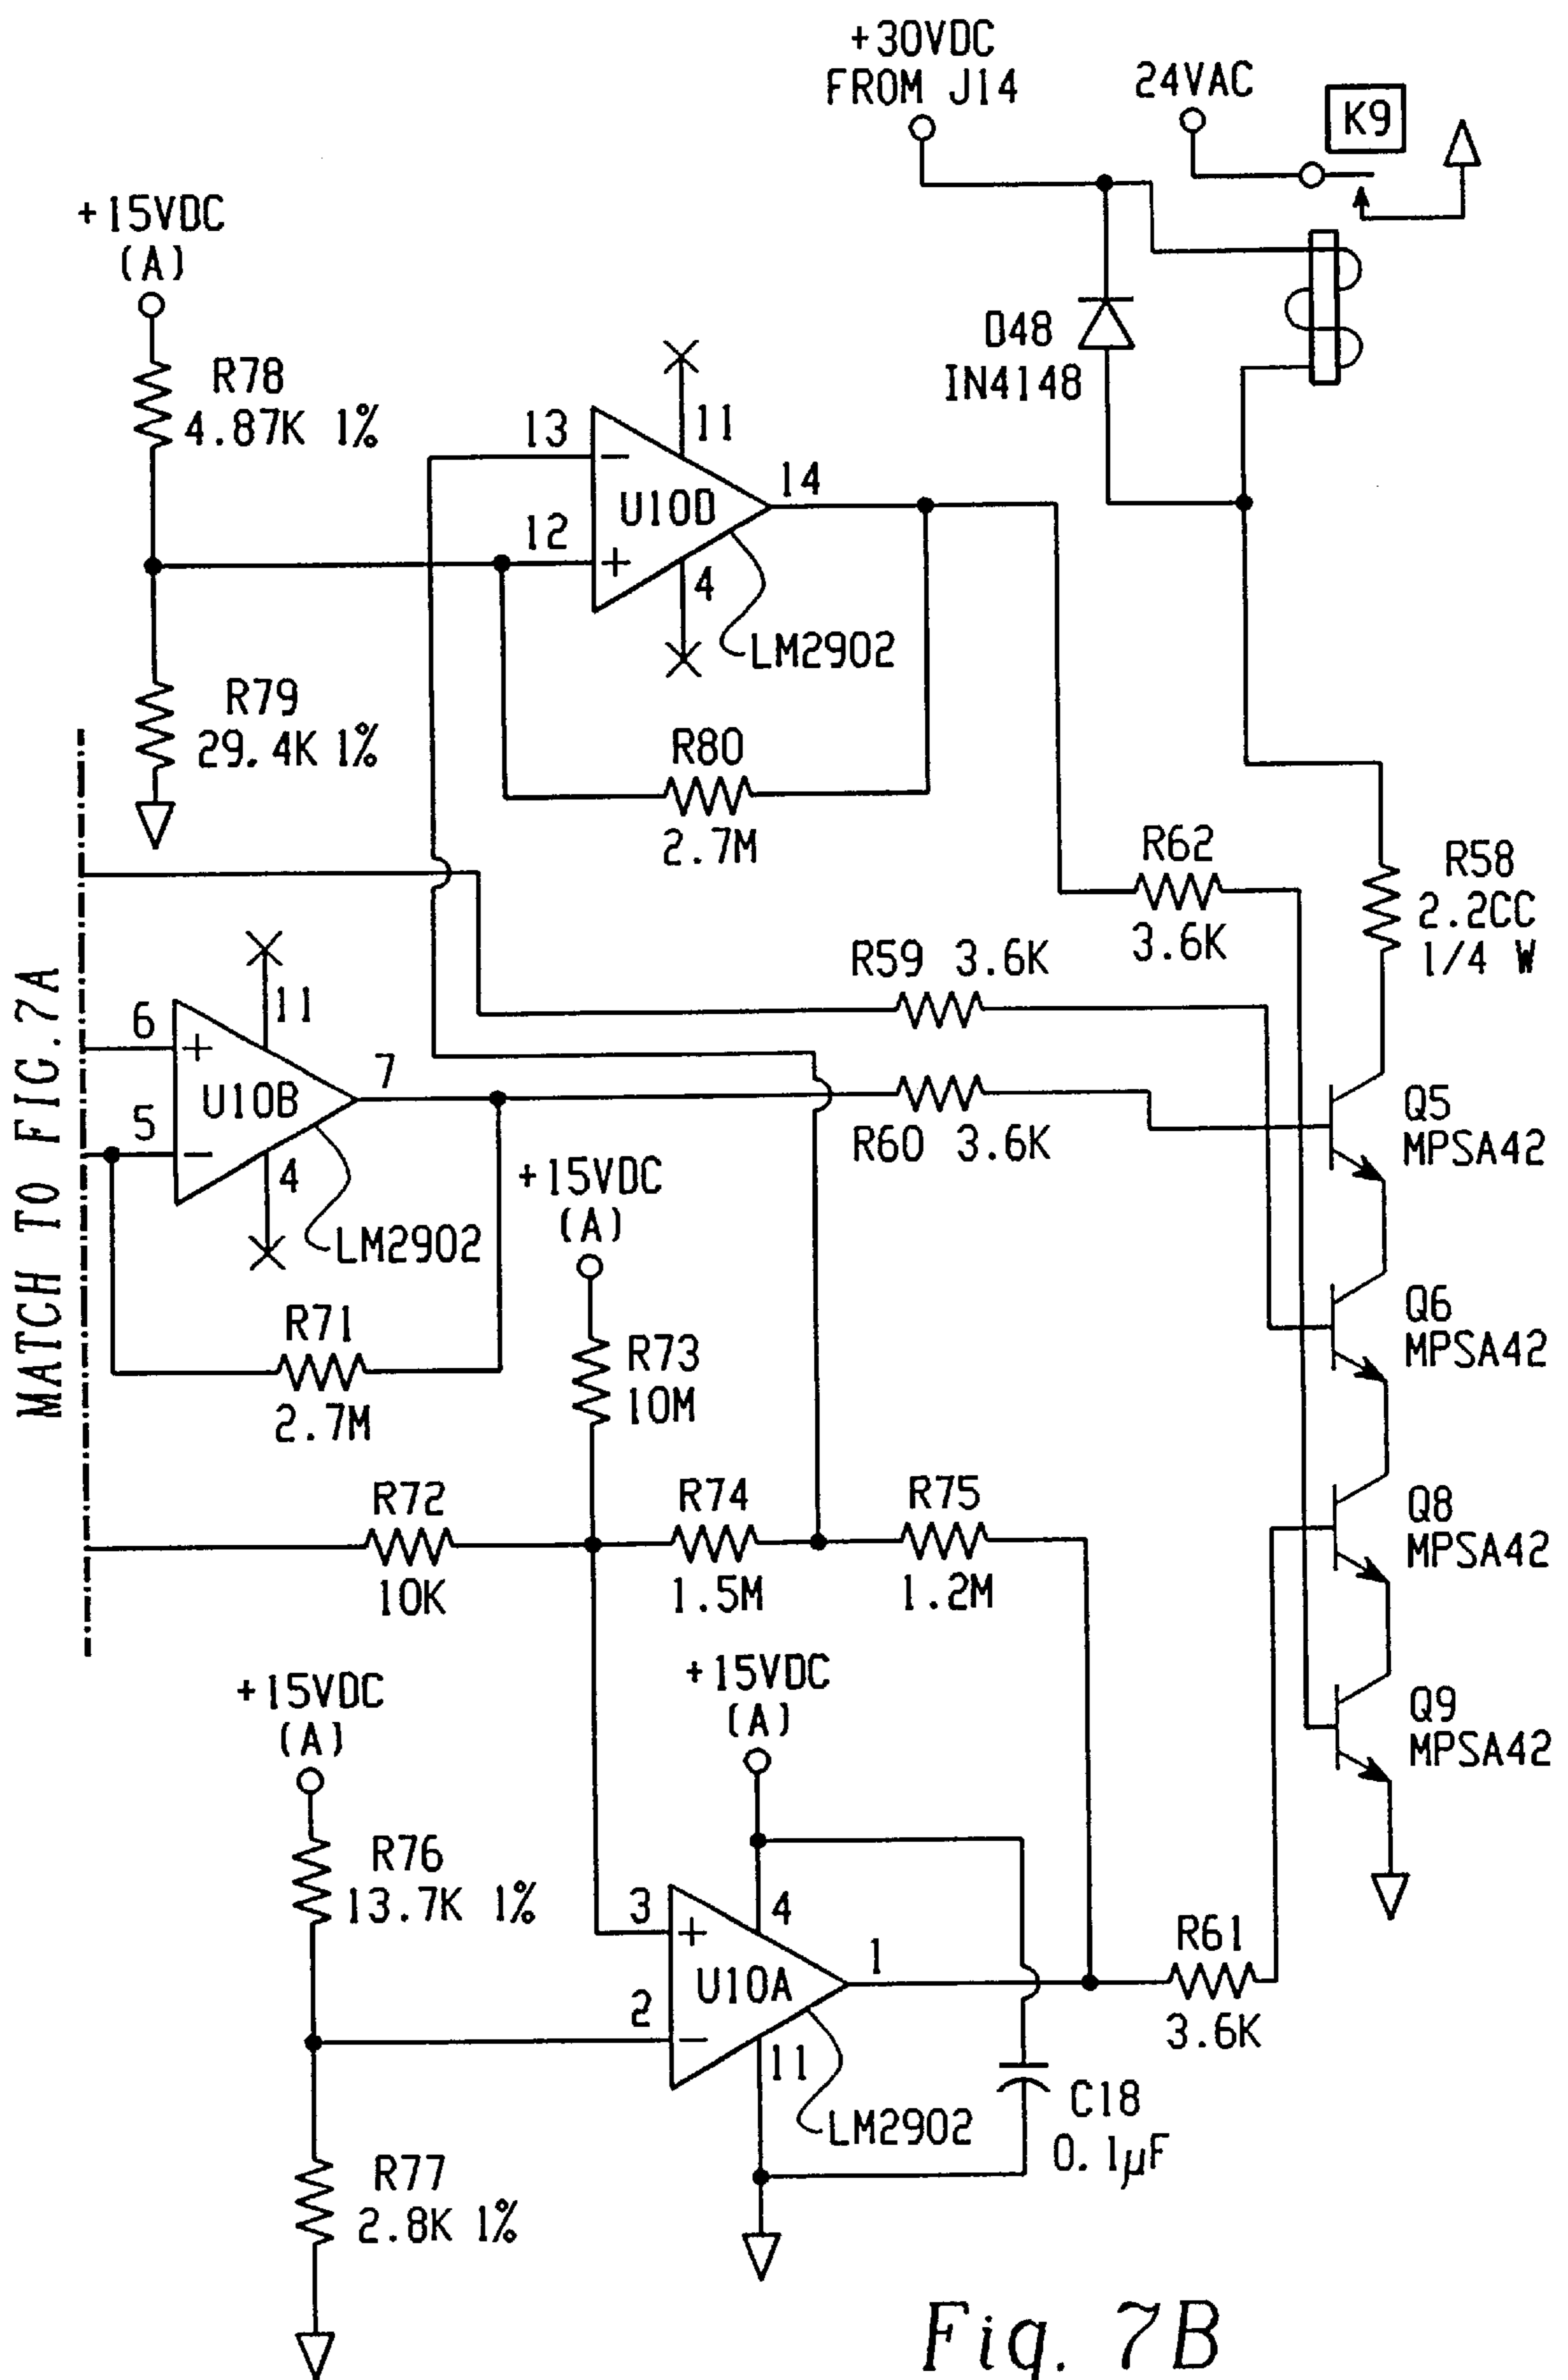 +30VDC
FROM J14
24VAC
K9
+15VDC
(A)
R78
4.87K 1%
D48
IN4148
13
11
14
U10D
12
4
LM2902
R79
29.4K 1%
R80
2.7M
R62
3.6K
R58
2.2CC
1/4 W
MATCH TO FIG.7A
R59 3.6K
6
11
7
U10B
5
4
LM2902
R60 3.6K
Q5
MPSA42
+15VDC
(A)
R71
2.7M
R73
10M
Q6
MPSA42
R72
10K
R74
1.5M
R75
1.2M
Q8
MPSA42
+15VDC
(A)
+15VDC
(A)
Q9
MPSA42
R76
13.7K 1%
3
4
1
U10A
2
11
LM2902
R61
3.6K
C18
0.1µF
R77
2.8K 1%
Fig. 7B